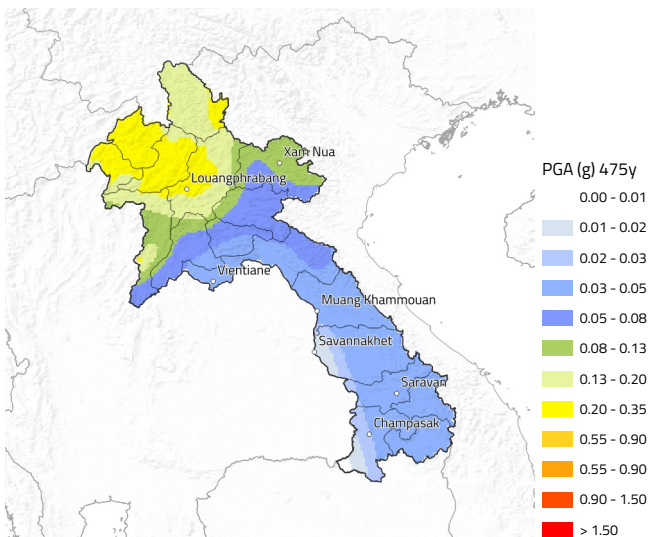 Xam Nua
Louangphrabang
Vientiane
Muang Khammouan
Savannakhet
Saravan
Champasak
PGA (g) 475y
0.00 - 0.01
0.01 - 0.02
0.02 - 0.03
0.03 - 0.05
0.05 - 0.08
0.08 - 0.13
0.13 - 0.20
0.20 - 0.35
0.55 - 0.90
0.55 - 0.90
0.90 - 1.50
> 1.50